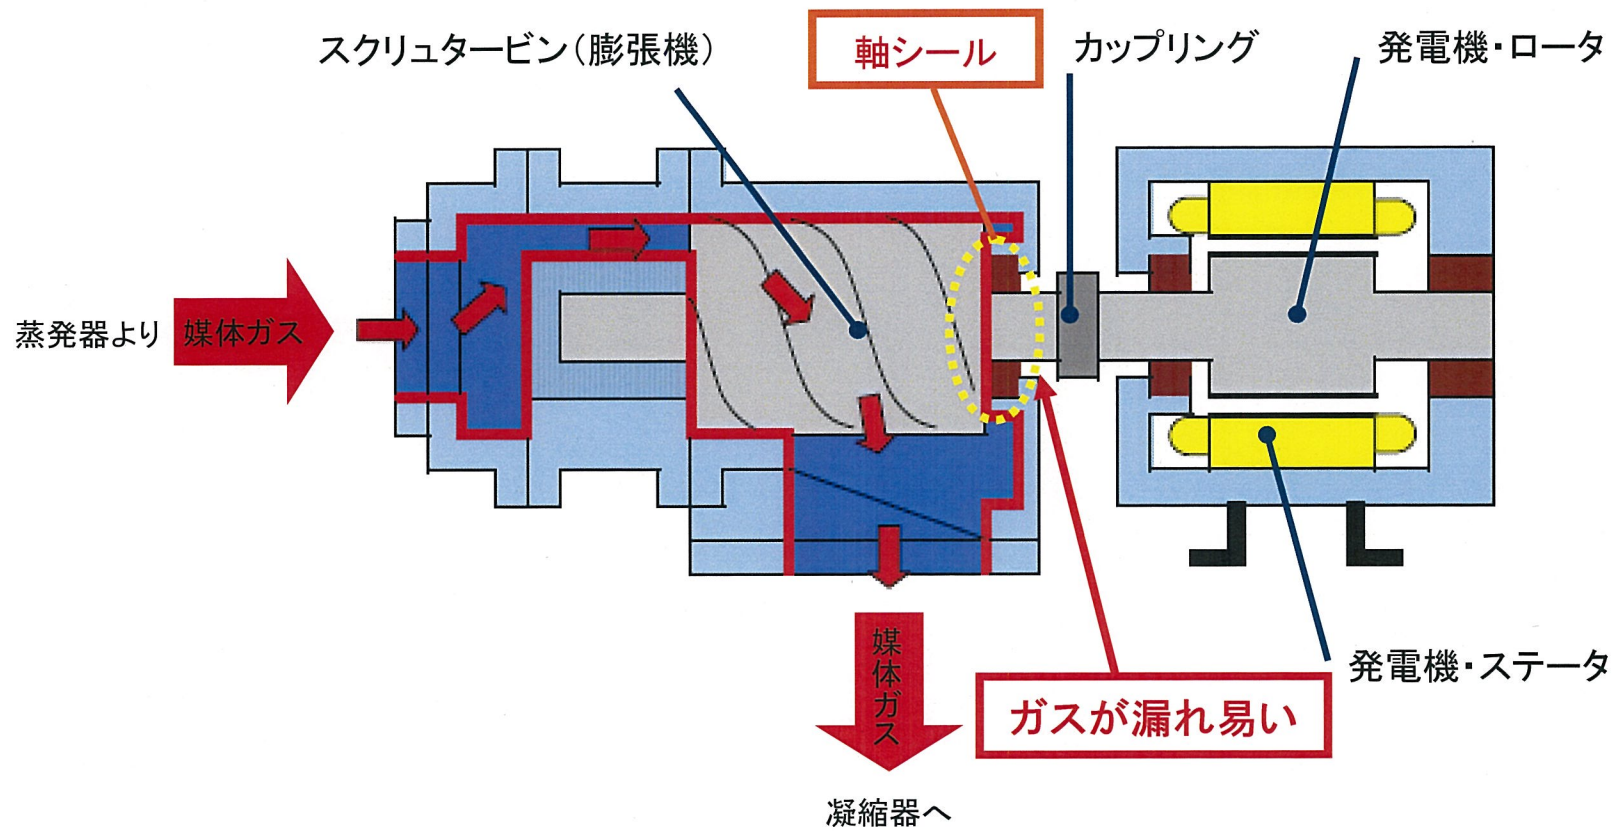 スクリュタービン(膨張機)
軸シール
カップリング
発電機・ロータ
蒸発器より
媒体ガス
発電機・ステータ
媒体ガス
ガスが漏れ易い
凝縮器へ